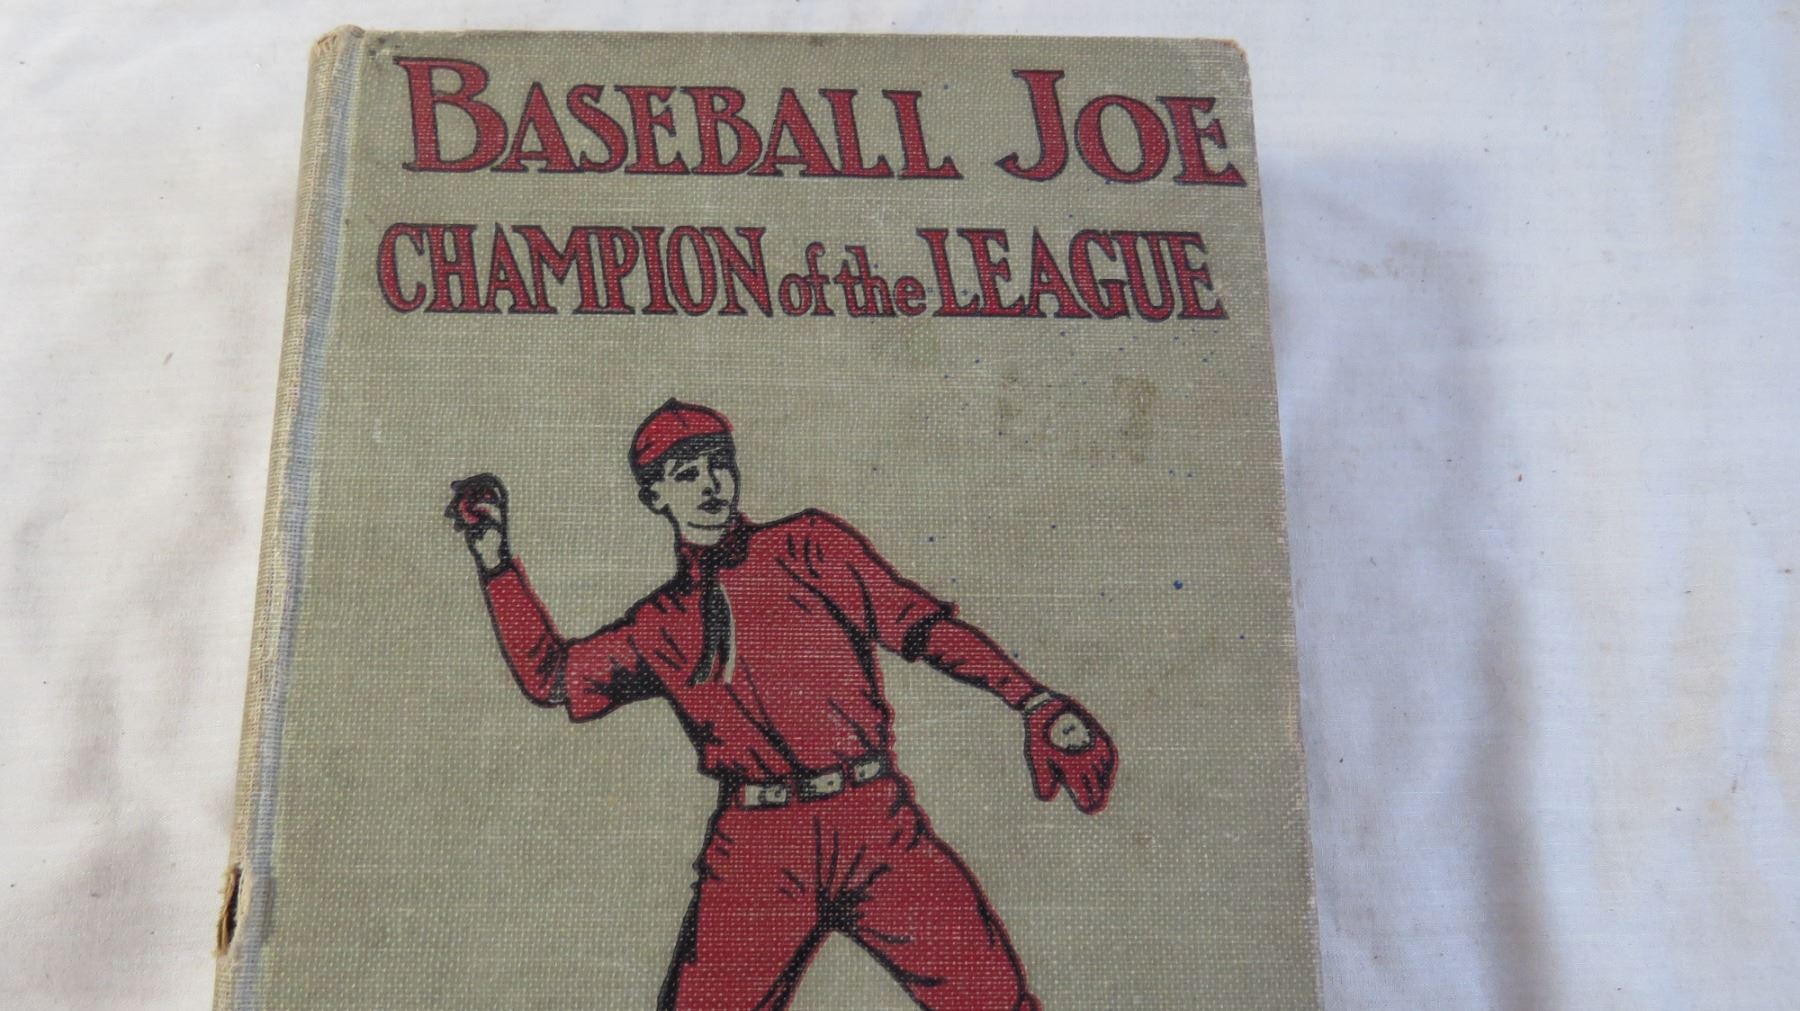 BASEBALL JOE
CHAMPION of the LEAGUE